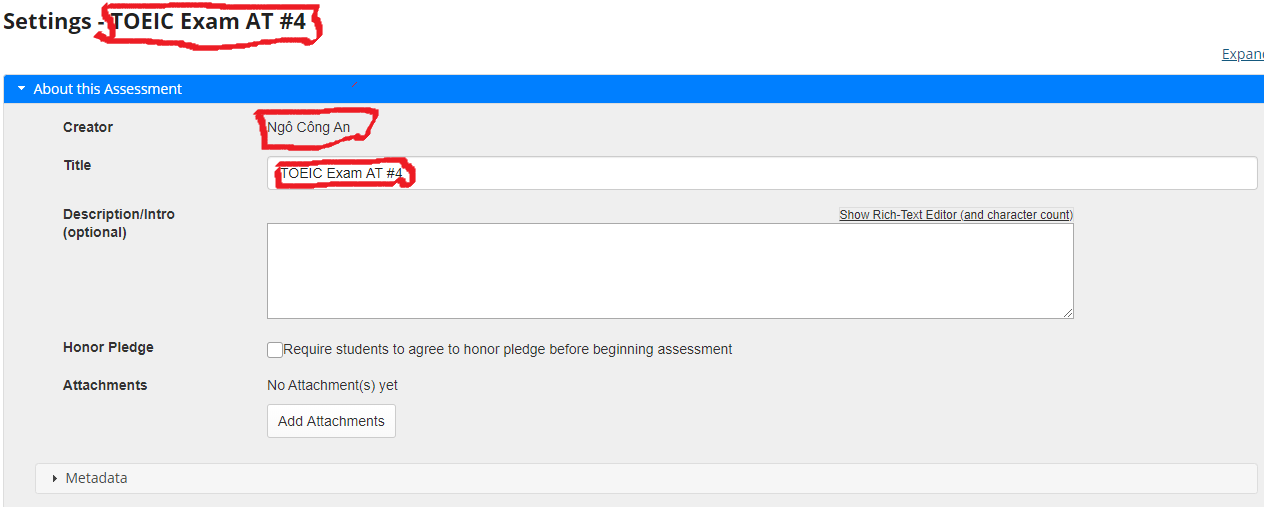 Settings - TOEIC Exam AT #4
Expan
About this Assessment
Creator
Ngô Công An
Title
TOEIC Exam AT #4
Description/Intro
(optional)
Show Rich-Text Editor (and character count)
Honor Pledge
Require students to agree to honor pledge before beginning assessment
Attachments
No Attachment(s) yet
Add Attachments
Metadata